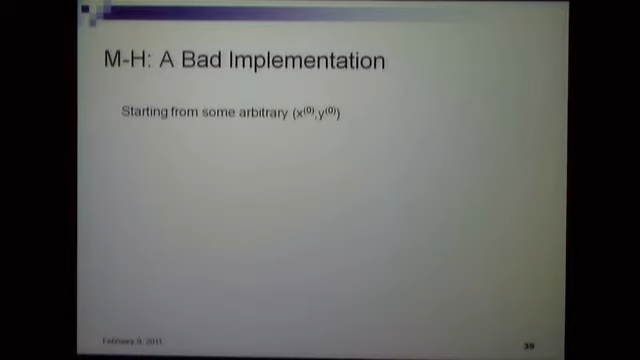 M-H: A Bad Implementation
Starting from some arbitrary (x⁽⁰⁾,y⁽⁰⁾)
February 9, 2011
39